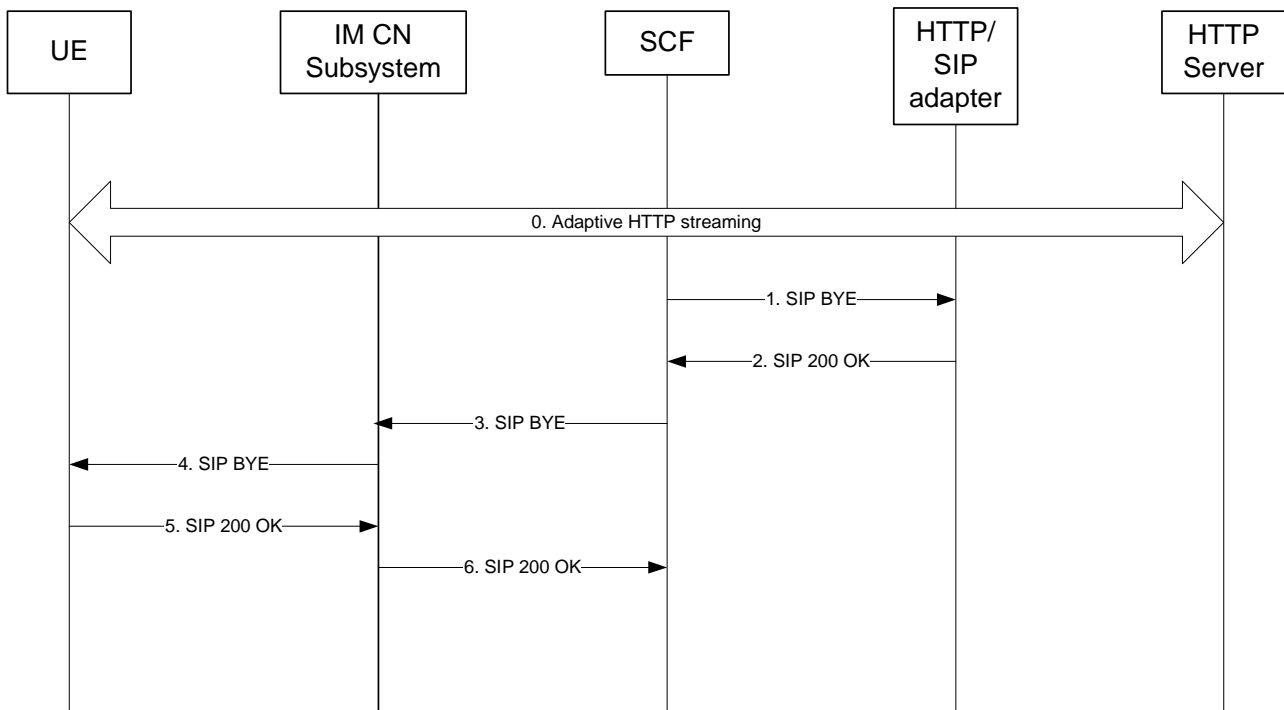 UE
IM CN
Subsystem
SCF
HTTP/
SIP
adapter
HTTP
Server
0. Adaptive HTTP streaming
1. SIP BYE
2. SIP 200 OK
3. SIP BYE
4. SIP BYE
5. SIP 200 OK
6. SIP 200 OK